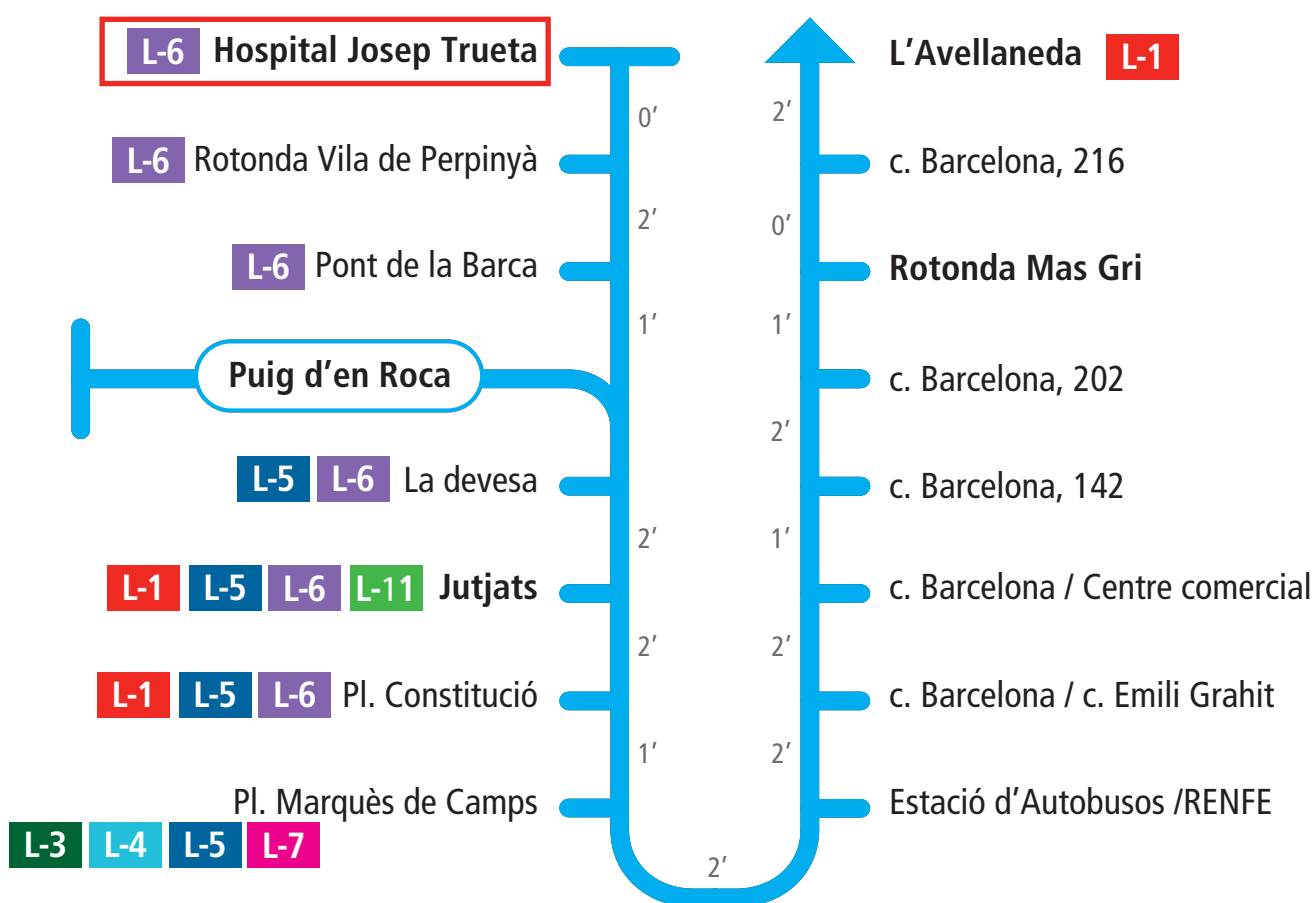 L-6 Hospital Josep Trueta
0’
L-6 Rotonda Vila de Perpinyà
2’
L-6 Pont de la Barca
1’
Puig d’en Roca
L-5 L-6 La devesa
2’
L-1 L-5 L-6 L-11 Jutjats
2’
L-1 L-5 L-6 Pl. Constitució
1’
Pl. Marquès de Camps
L-3 L-4 L-5 L-7
2’
L’Avellaneda L-1
2’
c. Barcelona, 216
0’
Rotonda Mas Gri
1’
c. Barcelona, 202
2’
c. Barcelona, 142
1’
c. Barcelona / Centre comercial
2’
c. Barcelona / c. Emili Grahit
2’
Estació d’Autobusos /RENFE